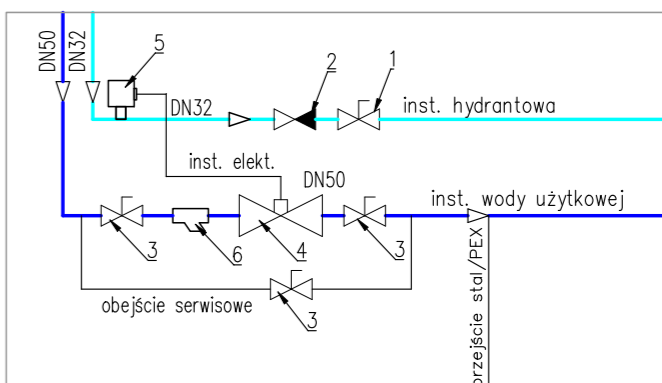 DN50
DN32
5
2
1
DN32
inst. hydrantowa
inst. elekt.
DN50
inst. wody użytkowej
3
6
4
3
obejście serwisowe
3
przejście stal/PEX